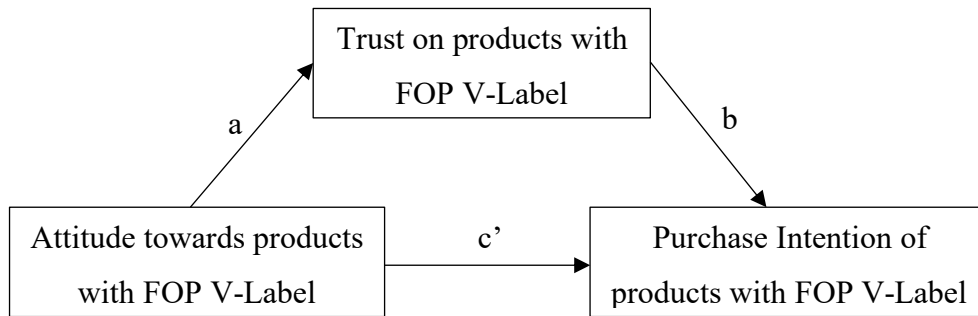 Trust on products with
FOP V-Label
a
b
Attitude towards products
with FOP V-Label
c’
Purchase Intention of
products with FOP V-Label